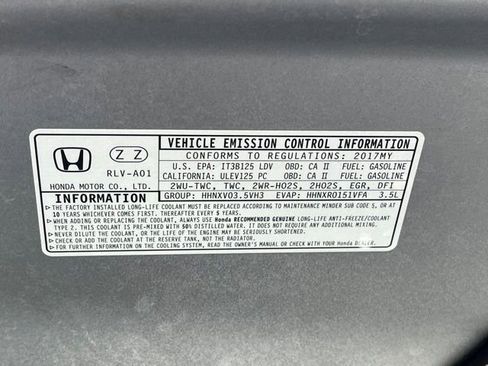 VEHICLE EMISSION CONTROL INFORMATION
CONFORMS TO REGULATIONS: 2017MY
U.S. EPA: IT3B125 LDV OBD: CA II FUEL: GASOLINE
CALIFORNIA: ULEV125 PC OBD: CA II FUEL: GASOLINE
2WU-TWC, TWC, 2WR-HO2S, 2HO2S, EGR, DFI
GROUP: HHNXV03.5VH3 EVAP: HHNXR0151VFA 3.5L
Z Z
RLV-A01
HONDA MOTOR CO., LTD.
INFORMATION
►THE INSTALLED LONG-LIFE COOLANT MUST BE REPLACED ACCORDING TO MAINTENANCE MINDER SUB CODE 5, OR AT
10 YEARS WHICHEVER COMES FIRST. THEREAFTER EVERY 5 YEARS.
►WHEN ADDING OR REPLACING THE COOLANT, ALWAYS USE Honda RECOMMENDED GENUINE LONG-LIFE ANTI-FREEZE/COOLANT
TYPE 2. THIS COOLANT IS PRE-MIXED WITH 50% DISTILLED WATER. IT DOES NOT REQUIRE ANY ADDITIONAL MIXING.
►NEVER DILUTE THE COOLANT, OR THE LIFE OF THE ENGINE MAY BE SERIOUSLY SHORTENED.
►CHECK OR ADD THE COOLANT AT THE RESERVE TANK, NOT THE RADIATOR.
►FOR FURTHER INFORMATION ON THE COOLING SYSTEM, READ THE OWNER'S MANUAL OR CHECK WITH YOUR Honda DEALER.